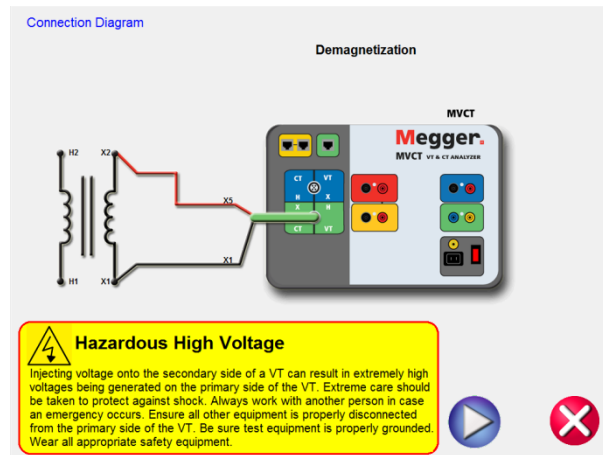 Connection Diagram
Demagnetization
MVCT
Megger.
MVCT VT & CT ANALYZER
CT VT
H X
X H
CT VT
H2 X2
X5
X1
H1 X1
Hazardous High Voltage
Injecting voltage onto the secondary side of a VT can result in extremely high
voltages being generated on the primary side of the VT. Extreme care should
be taken to protect against shock. Always work with another person in case
an emergency occurs. Ensure all other equipment is properly disconnected
from the primary side of the VT. Be sure test equipment is properly grounded.
Wear all appropriate safety equipment.